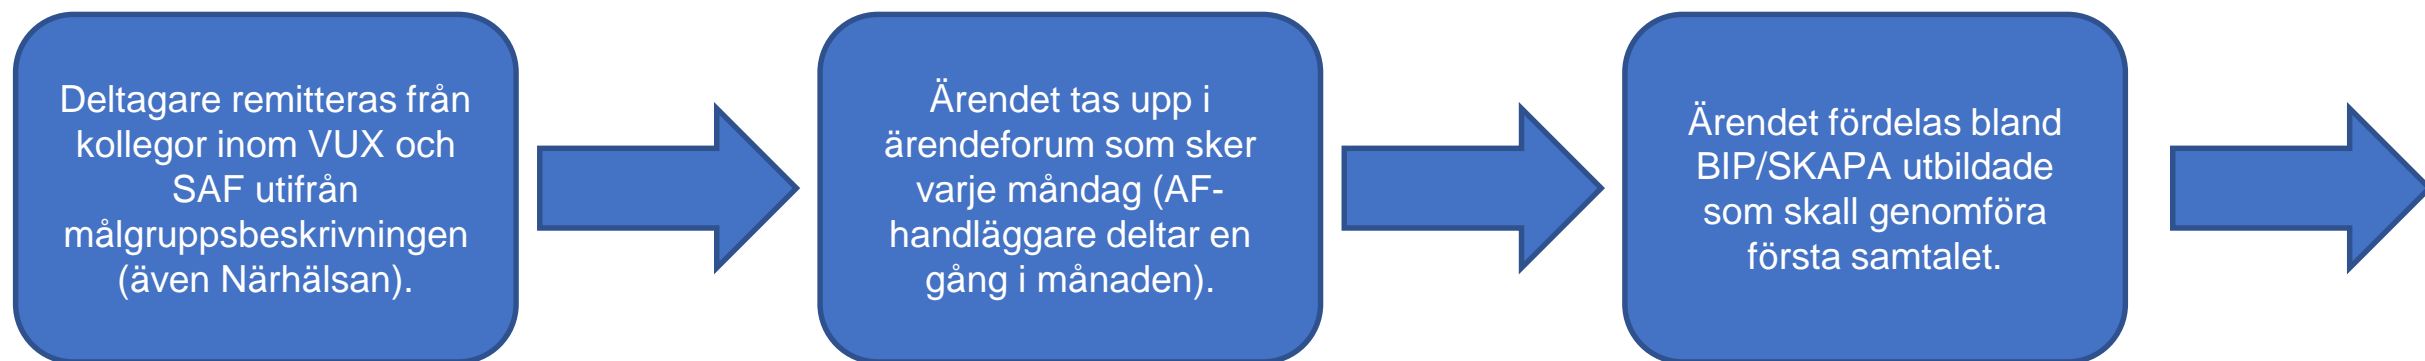 Deltagare remitteras från
kollegor inom VUX och
SAF utifrån
målgruppsbeskrivningen
(även Närhälsan).
Ärendet tas upp i
ärendeforum som sker
varje måndag (AF-
handläggare deltar en
gång i månaden).
Ärendet fördelas bland
BIP/SKAPA utbildade
som skall genomföra
första samtalet.